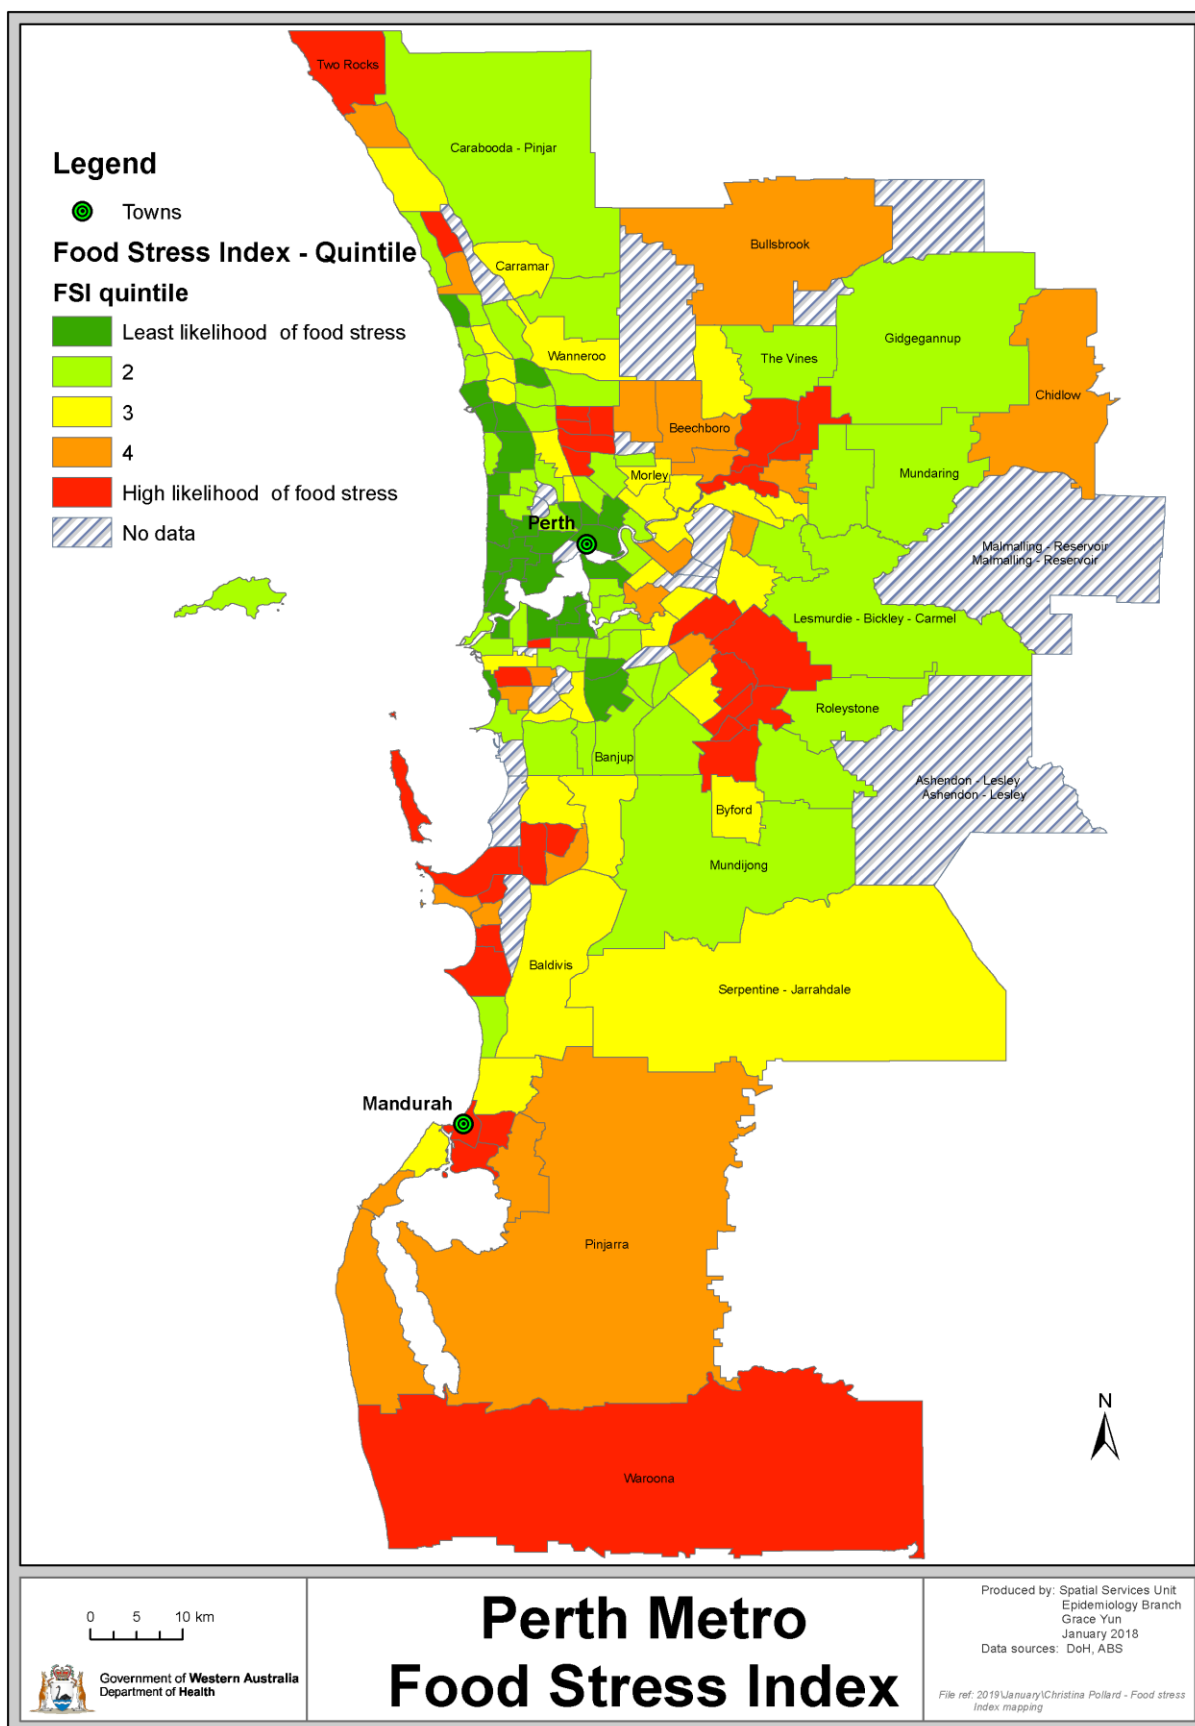 Two Rocks
Carabooda - Pinjar
Legend
Towns
Food Stress Index - Quintile
FSI quintile
Least likelihood of food stress
2
3
4
High likelihood of food stress
No data
Bullsbrook
Carramar
Gidgegannup
Wanneroo
The Vines
Chidlow
Beechboro
Mundaring
Morley
Perth
Malmalling - Reservoir
Malmalling - Reservoir
Lesmurdie - Bickley - Carmel
Roleystone
Banjup
Ashendon - Lesley
Ashendon - Lesley
Byford
Mundijong
Baldivis
Serpentine - Jarrahdale
Mandurah
Pinjarra
N
Waroona
0 5 10 km
Government of Western Australia
Department of Health
Perth Metro
Food Stress Index
Produced by: Spatial Services Unit
Epidemiology Branch
Grace Yun
January 2018
Data sources: DoH, ABS
File ref: 2019\January\Christina Pollard - Food stress
Index mapping